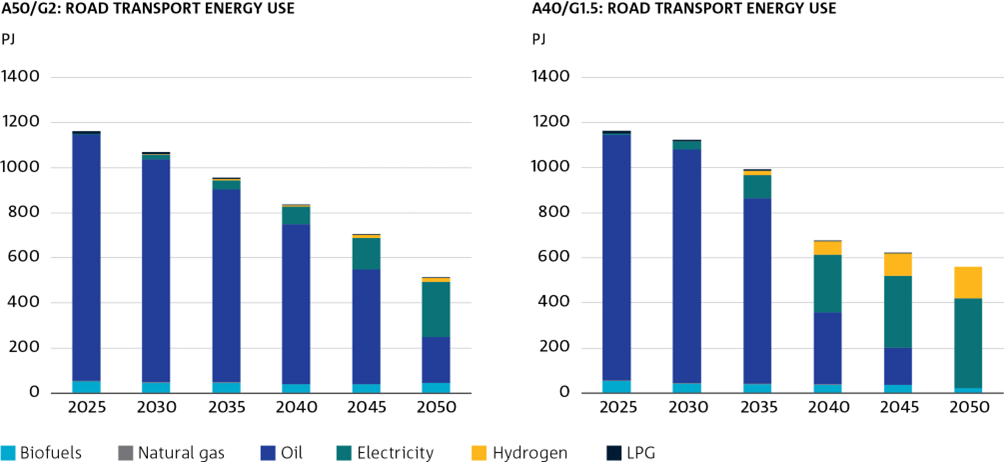 A50/G2: ROAD TRANSPORT ENERGY USE
PJ
1400
1200
1000
800
600
400
200
0
2025 2030 2035 2040 2045 2050
A40/G1.5: ROAD TRANSPORT ENERGY USE
PJ
1400
1200
1000
800
600
400
200
0
2025 2030 2035 2040 2045 2050
Biofuels Natural gas Oil Electricity Hydrogen LPG